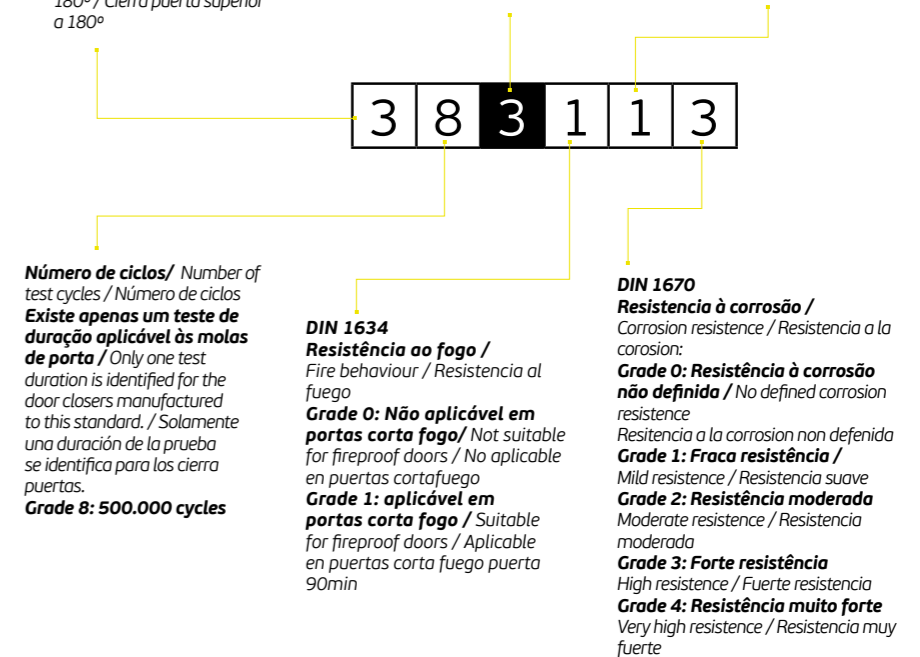 180º / Cierra puerta superior
a 180º
3 8 3 1 1 3
Número de ciclos/ Number of
test cycles / Número de ciclos
Existe apenas um teste de
duração aplicável às molas
de porta / Only one test
duration is identified for the
door closers manufactured
to this standard. / Solamente
una duración de la prueba
se identifica para los cierra
puertas.
Grade 8: 500.000 cycles
DIN 1634
Resistência ao fogo /
Fire behaviour / Resistencia al
fuego
Grade 0: Não aplicável em
portas corta fogo/ Not suitable
for fireproof doors / No aplicable
en puertas cortafuego
Grade 1: aplicável em
portas corta fogo / Suitable
for fireproof doors / Aplicable
en puertas corta fuego puerta
90min
DIN 1670
Resistencia à corrosão /
Corrosion resistence / Resistencia a la
corosion:
Grade 0: Resistência à corrosão
não definida / No defined corrosion
resistence
Resitencia a la corrosion non defenida
Grade 1: Fraca resistência /
Mild resistence / Resistencia suave
Grade 2: Resistência moderada
Moderate resistence / Resistencia
moderada
Grade 3: Forte resistência
High resistence / Fuerte resistencia
Grade 4: Resistência muito forte
Very high resistence / Resistencia muy
fuerte